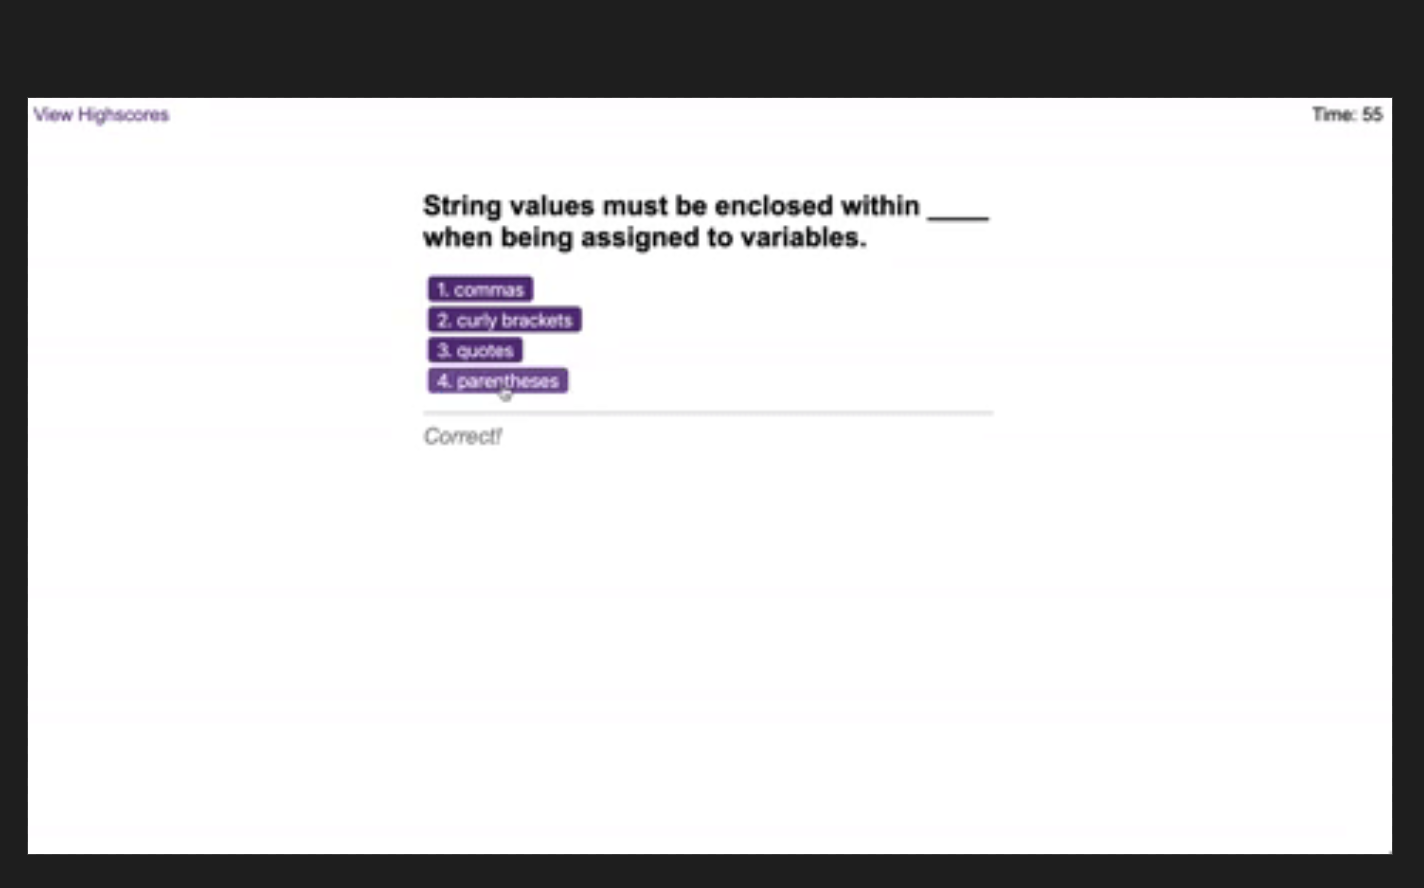 View Highscores
Time: 55
String values must be enclosed within ____
when being assigned to variables.
1. commas
2. curly brackets
3. quotes
4. parentheses
Correct!